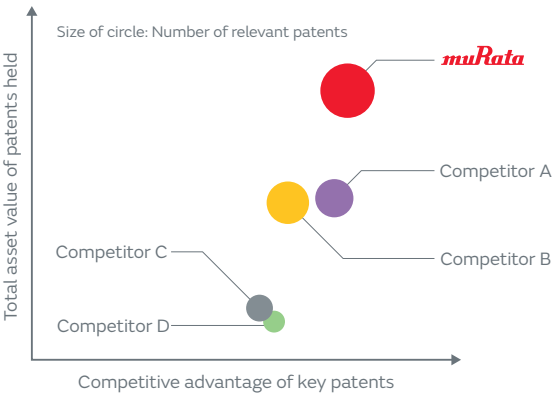 Size of circle: Number of relevant patents
muRata
Total asset value of patents held
Competitor A
Competitor B
Competitor C
Competitor D
Competitive advantage of key patents